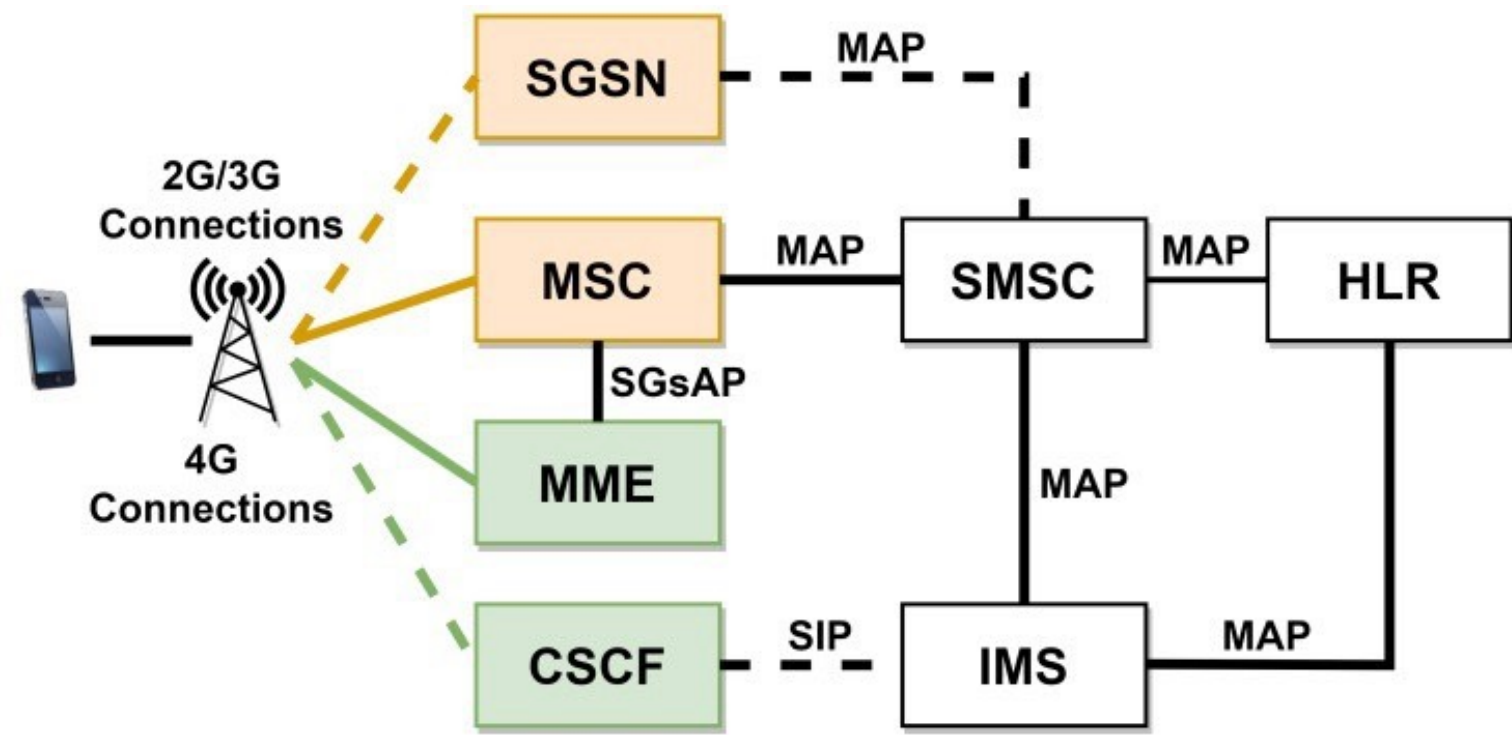 SGSN
MAP
2G/3G
Connections
MSC
MAP
SMSC
MAP
HLR
SGsAP
4G
Connections
MME
MAP
CSCF
SIP
IMS
MAP